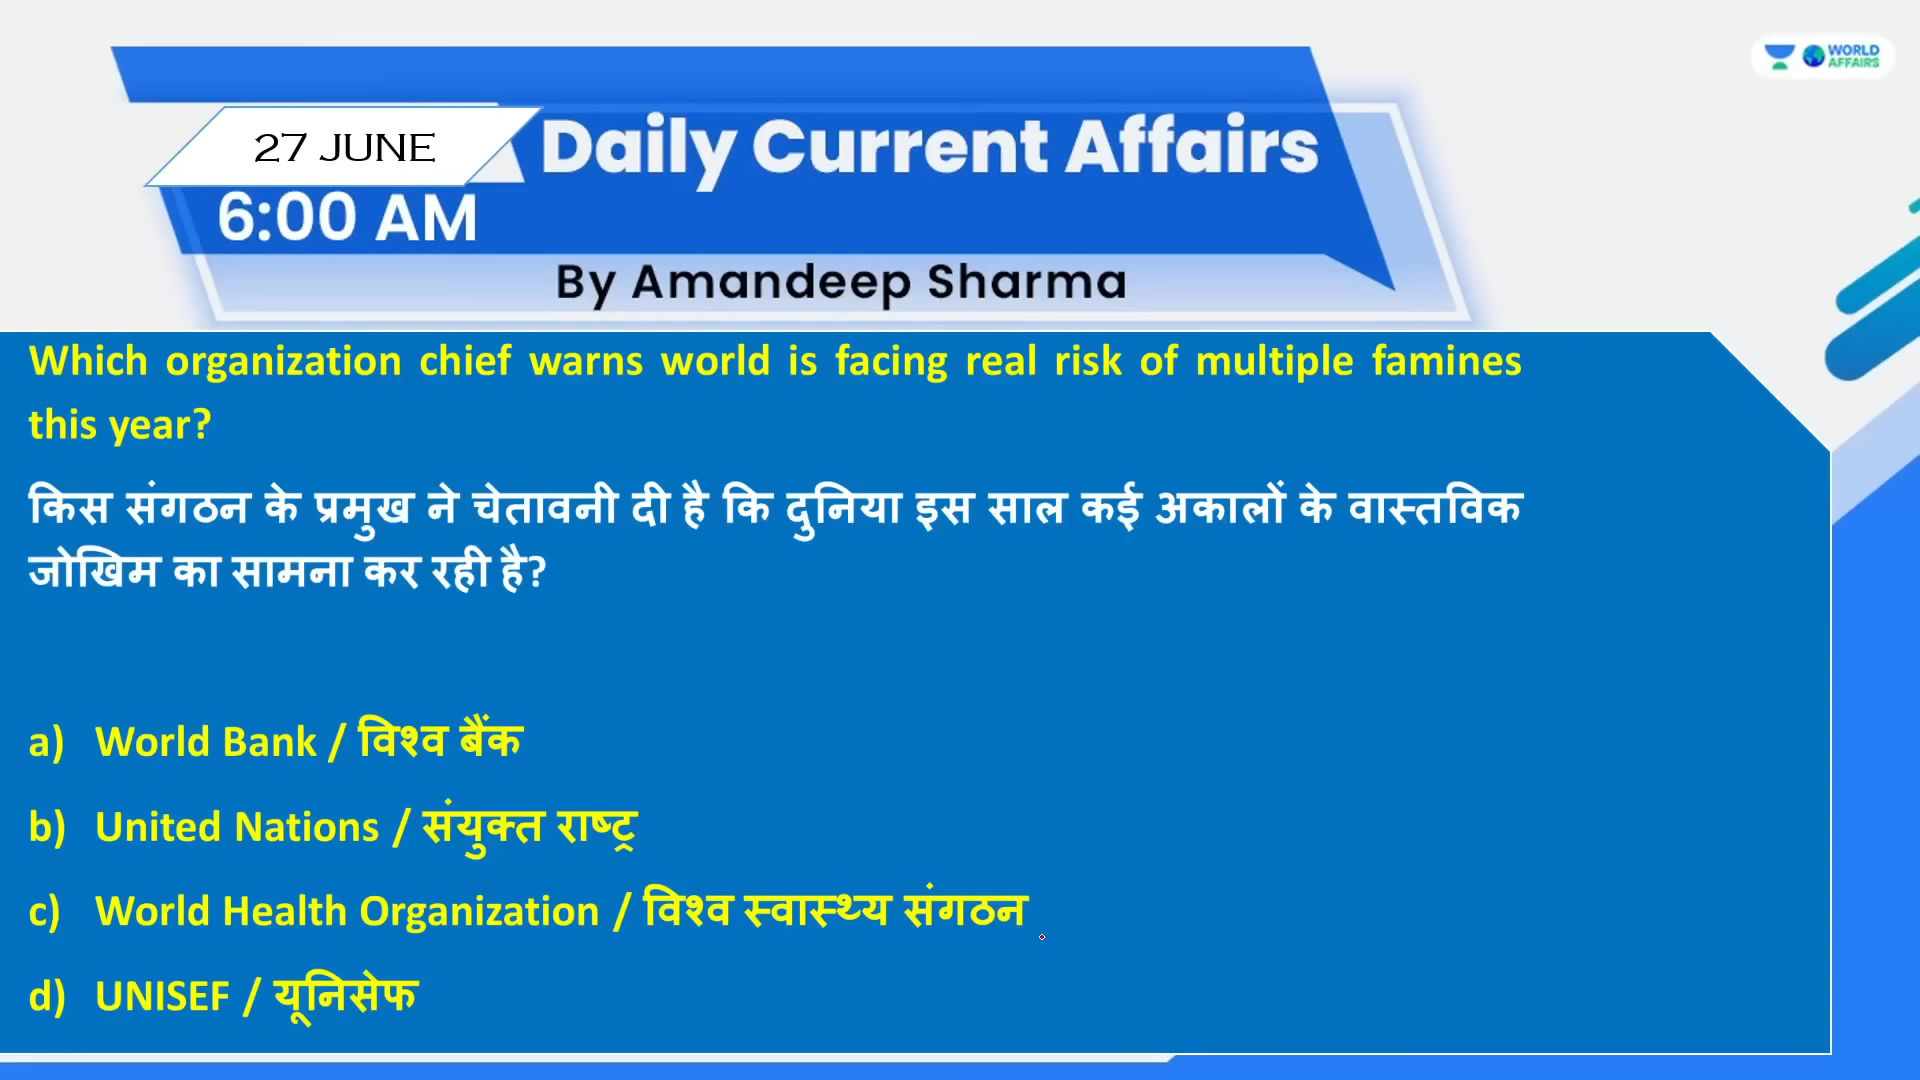 WORLD
AFFAIRS
27 JUNE
Daily Current Affairs
6:00 AM
By Amandeep Sharma
Which organization chief warns world is facing real risk of multiple famines
this year?
किस संगठन के प्रमुख ने चेतावनी दी है कि दुनिया इस साल कई अकालों के वास्तविक
जोखिम का सामना कर रही है?
a) World Bank / विश्व बैंक
b) United Nations / संयुक्त राष्ट्र
c) World Health Organization / विश्व स्वास्थ्य संगठन
d) UNISEF / यूनिसेफ